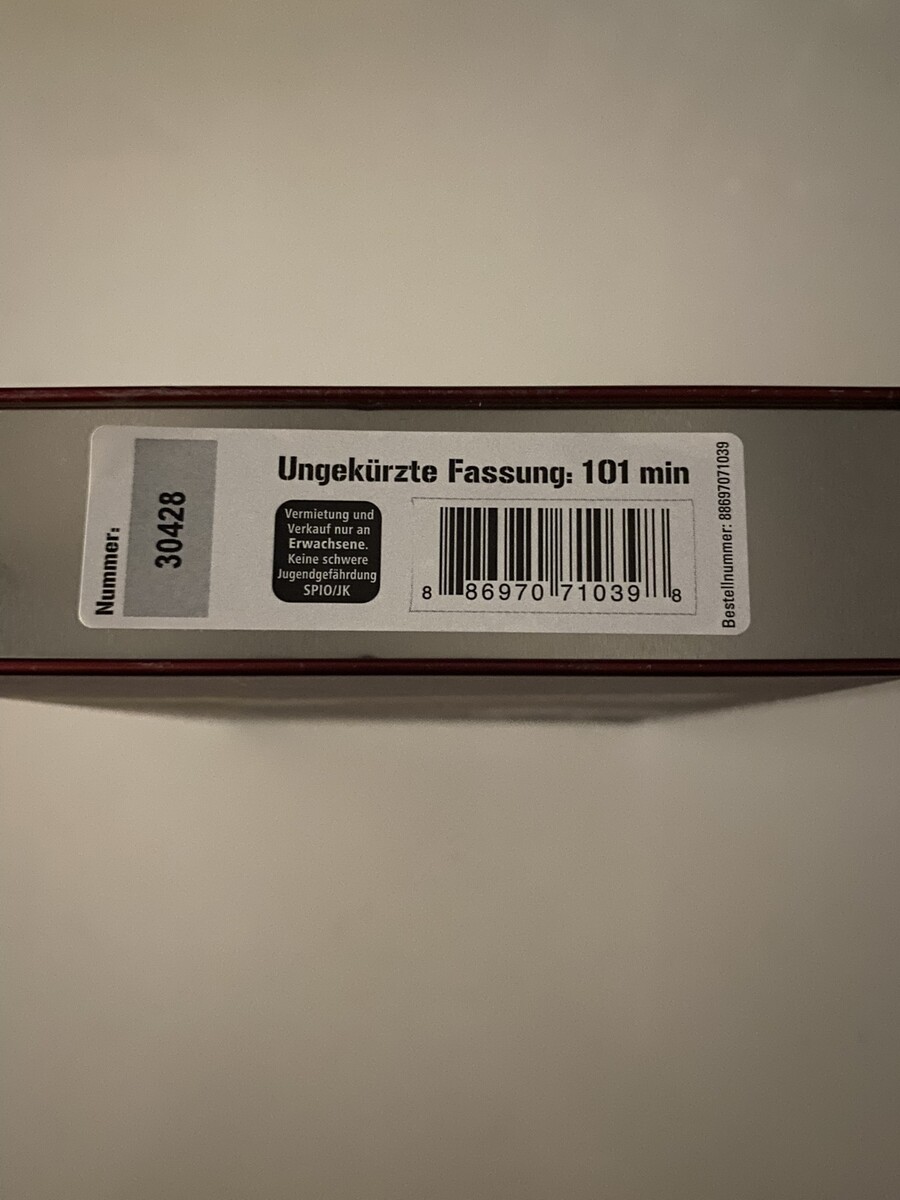 Nummer:
30428
Ungekürzte Fassung: 101 min
Vermietung und
Verkauf nur an
Erwachsene.
Keine schwere
Jugendgefährdung
SPIO/JK
8 86970 71039 8
Bestellnummer: 88697071039